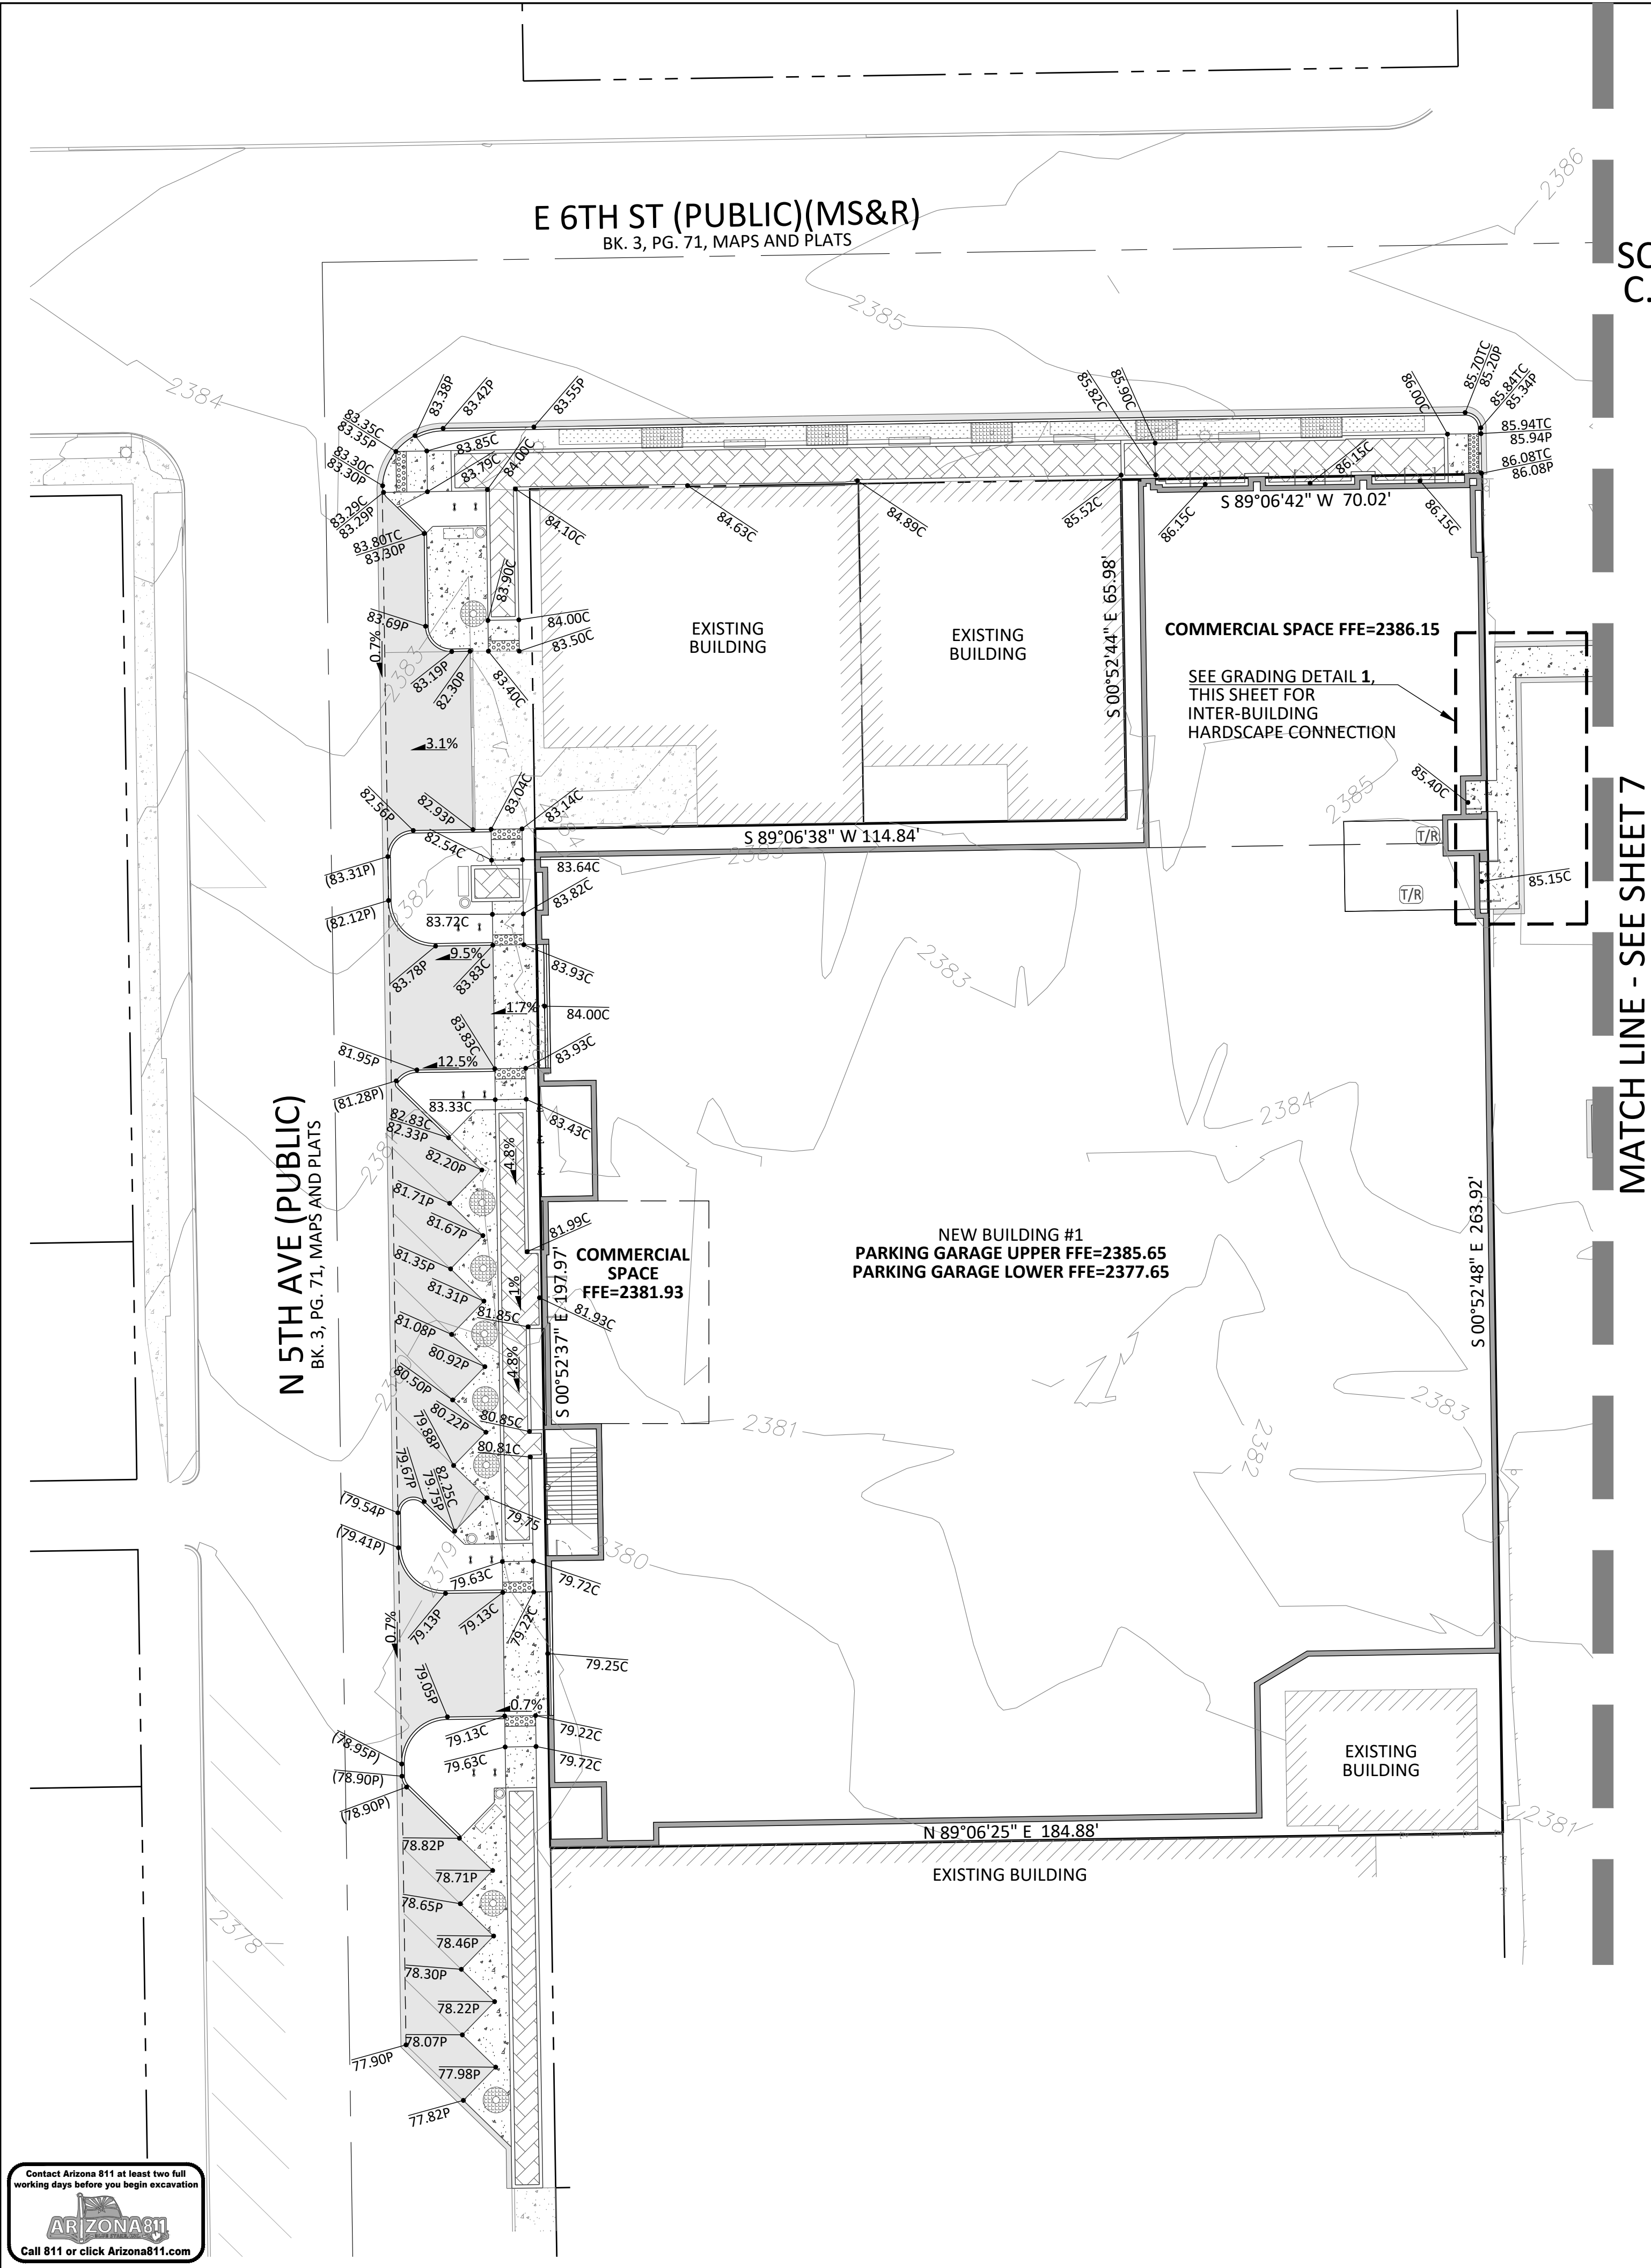 E 6TH ST (PUBLIC)(MS&R)
BK. 3, PG. 71, MAPS AND PLATS
2386
SC
C.
2385
2384
83.38P
83.42P
83.55P
83.35C
83.35P
83.30C
83.30P
83.85C
83.79C
84.00C
83.29C
83.29P
83.80TC
83.30P
84.10C
84.63C
84.89C
85.52C
85.82C
85.90C
86.00C
85.70TC
85.20P
85.84TC
85.34P
85.94TC
85.94P
86.08TC
86.08P
86.15C
86.15C
86.15C
S 89°06'42" W 70.02'
83.90C
84.00C
83.50C
83.69P
0.7%
2383
83.19P
82.30P
83.40C
EXISTING
BUILDING
EXISTING
BUILDING
S 00°52'44" E 65.98'
COMMERCIAL SPACE FFE=2386.15
SEE GRADING DETAIL 1,
THIS SHEET FOR
INTER-BUILDING
HARDSCAPE CONNECTION
3.1%
82.56P
82.93P
83.04C
83.14C
82.54C
S 89°06'38" W 114.84'
2383
2385
85.40C
T/R
T/R
85.15C
MATCH LINE - SEE SHEET 7
(83.31P)
83.64C
83.82C
(82.12P)
2382
83.72C
9.5%
83.78P
83.83C
83.93C
2383
1.7%
84.00C
83.83C
83.93C
81.95P
12.5%
(81.28P)
83.33C
83.43C
82.83C
82.33P
2384
N 5TH AVE (PUBLIC)
BK. 3, PG. 71, MAPS AND PLATS
82.20P
4.8%
81.71P
81.67P
81.99C
81.35P
81.31P
1%
COMMERCIAL
SPACE
FFE=2381.93
S 00°52'37" E 197.97'
81.85C
81.93C
81.08P
80.92P
4.8%
NEW BUILDING #1
PARKING GARAGE UPPER FFE=2385.65
PARKING GARAGE LOWER FFE=2377.65
S 00°52'48" E 263.92'
80.50P
80.22P
80.85C
79.88P
80.81C
2381
2383
2382
79.67P
82.25C
79.75P
(79.54P
79.75
(79.41P)
2379
2380
79.63C
79.72C
0.7%
79.13P
79.13C
79.22C
79.25C
79.05P
0.7%
79.13C
79.22C
(78.95P)
79.63C
79.72C
(78.90P)
(78.90P)
EXISTING
BUILDING
2381
78.82P
N 89°06'25" E 184.88'
EXISTING BUILDING
78.71P
78.65P
2378
78.46P
78.30P
78.22P
78.07P
77.90P
77.98P
77.82P
Contact Arizona 811 at least two full
working days before you begin excavation
ARIZONA811
Call 811 or click Arizona811.com